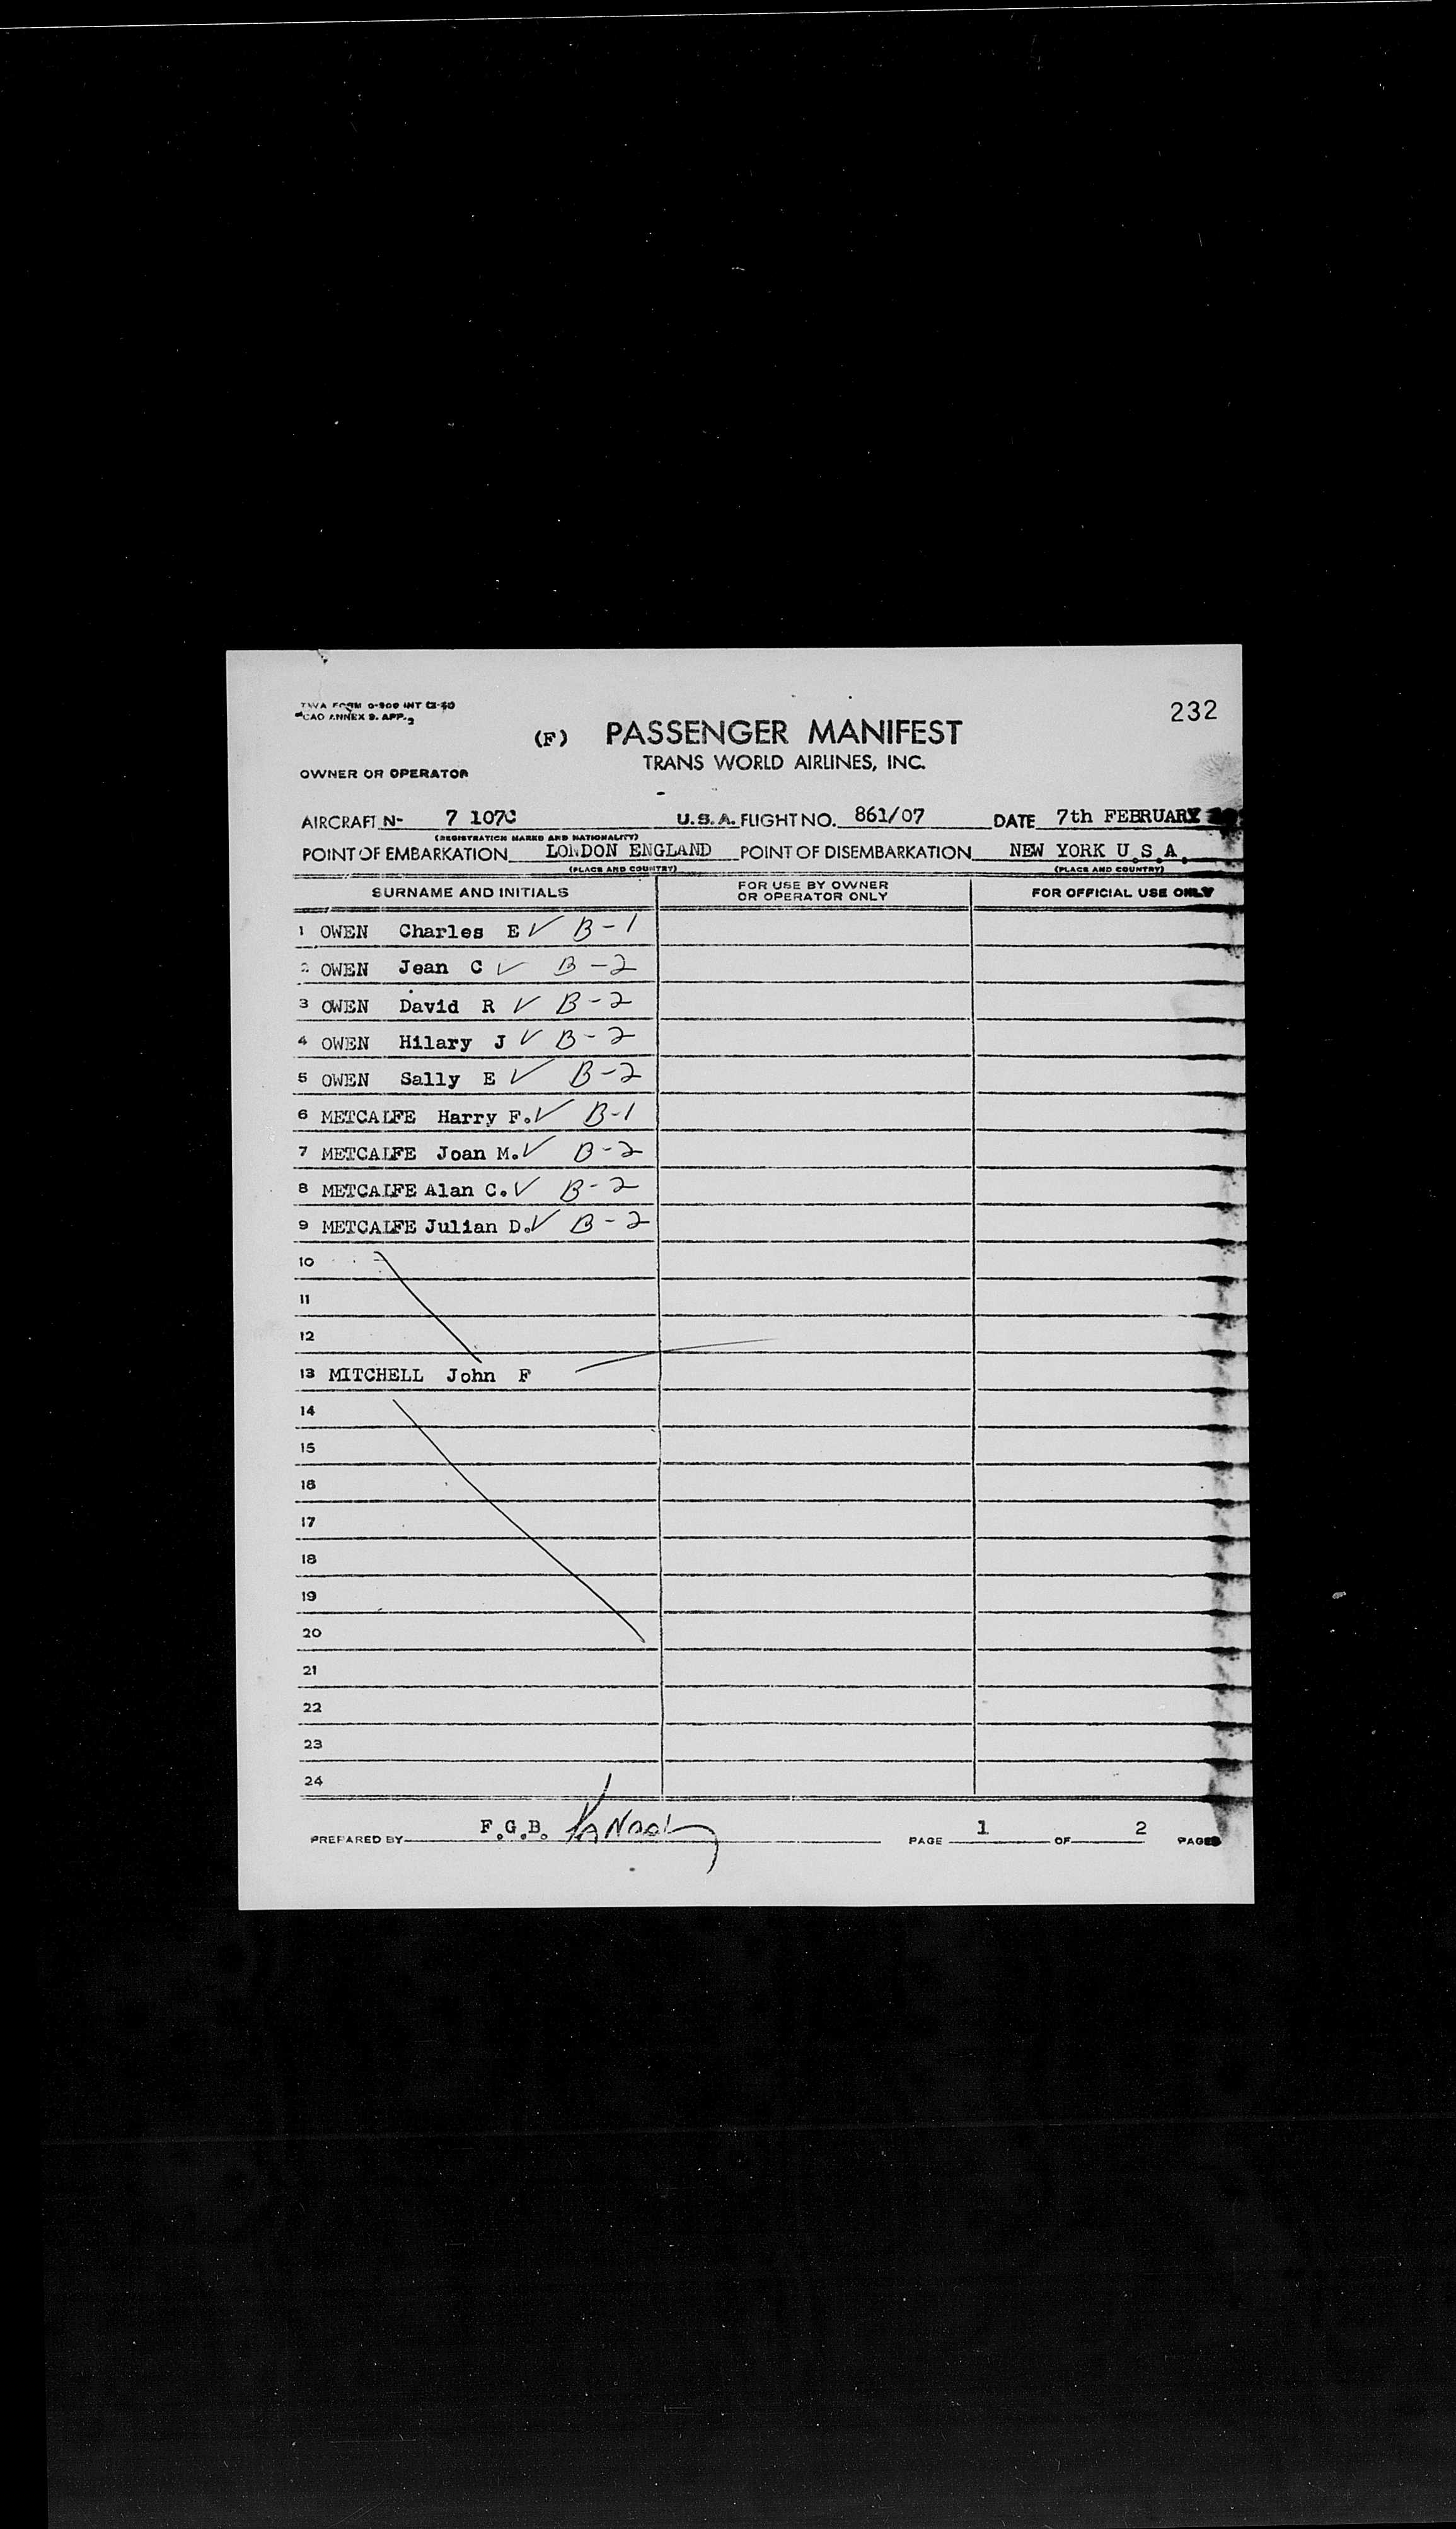 TWA FORM O-900 INT 12-50
ICAO ANNEX 9. APP. 2
232
(F) PASSENGER MANIFEST
TRANS WORLD AIRLINES, INC.
OWNER OR OPERATOR
AIRCRAFT N- 7 107C U.S.A. FLIGHT NO. 861/07 DATE 7th FEBRUARY
(REGISTRATION MARKS AND NATIONALITY)
POINT OF EMBARKATION LONDON ENGLAND POINT OF DISEMBARKATION NEW YORK U.S.A.
(PLACE AND COUNTRY) (PLACE AND COUNTRY)
SURNAME AND INITIALS FOR USE BY OWNER OR OPERATOR ONLY FOR OFFICIAL USE ONLY
1 OWEN Charles E ✓ B-1
2 OWEN Jean C ✓ B-2
3 OWEN David R ✓ B-2
4 OWEN Hilary J ✓ B-2
5 OWEN Sally E ✓ B-2
6 METCALFE Harry F. ✓ B-1
7 METCALFE Joan M. ✓ B-2
8 METCALFE Alan C. ✓ B-2
9 METCALFE Julian D. ✓ B-2
10
11
12
13 MITCHELL John F
14
15
16
17
18
19
20
21
22
23
24
PREPARED BY F.G.B. PAGE 1 OF 2 PAGES